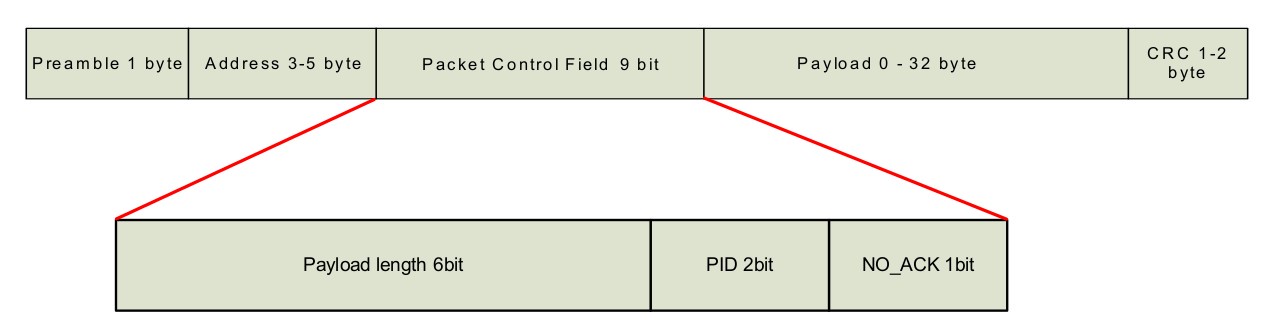 Preamble 1 byte
Address 3-5 byte
Packet Control Field 9 bit
Payload 0 - 32 byte
CRC 1-2
byte
Payload length 6bit
PID 2bit
NO_ACK 1bit